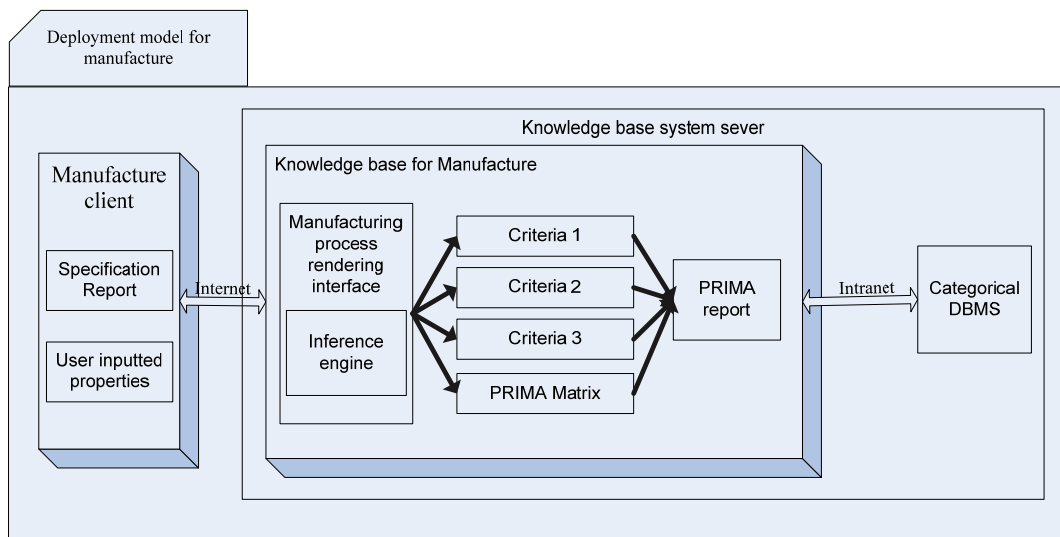 Deployment model for
manufacture
Knowledge base system sever
Manufacture
client
Specification
Report
User inputted
properties
Internet
Knowledge base for Manufacture
Manufacturing
process
rendering
interface
Inference
engine
Criteria 1
Criteria 2
Criteria 3
PRIMA Matrix
PRIMA
report
Intranet
Categorical
DBMS